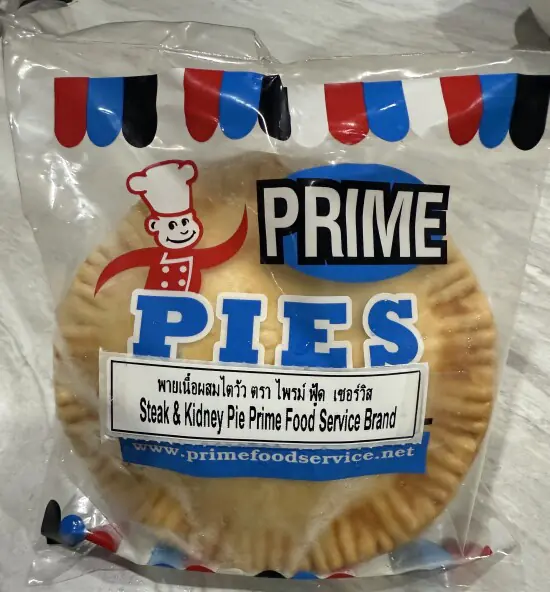 PRIME
PIES
พายเนื้อผสมไตวัว ตรา ไพรม์ ฟู้ด เซอร์วิส
Steak & Kidney Pie Prime Food Service Brand
www.primefoodservice.net